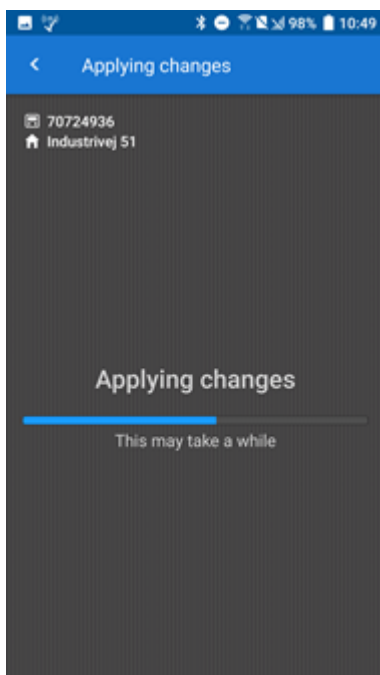 98% 10:49
Applying changes
70724936
Industrivej 51
Applying changes
This may take a while